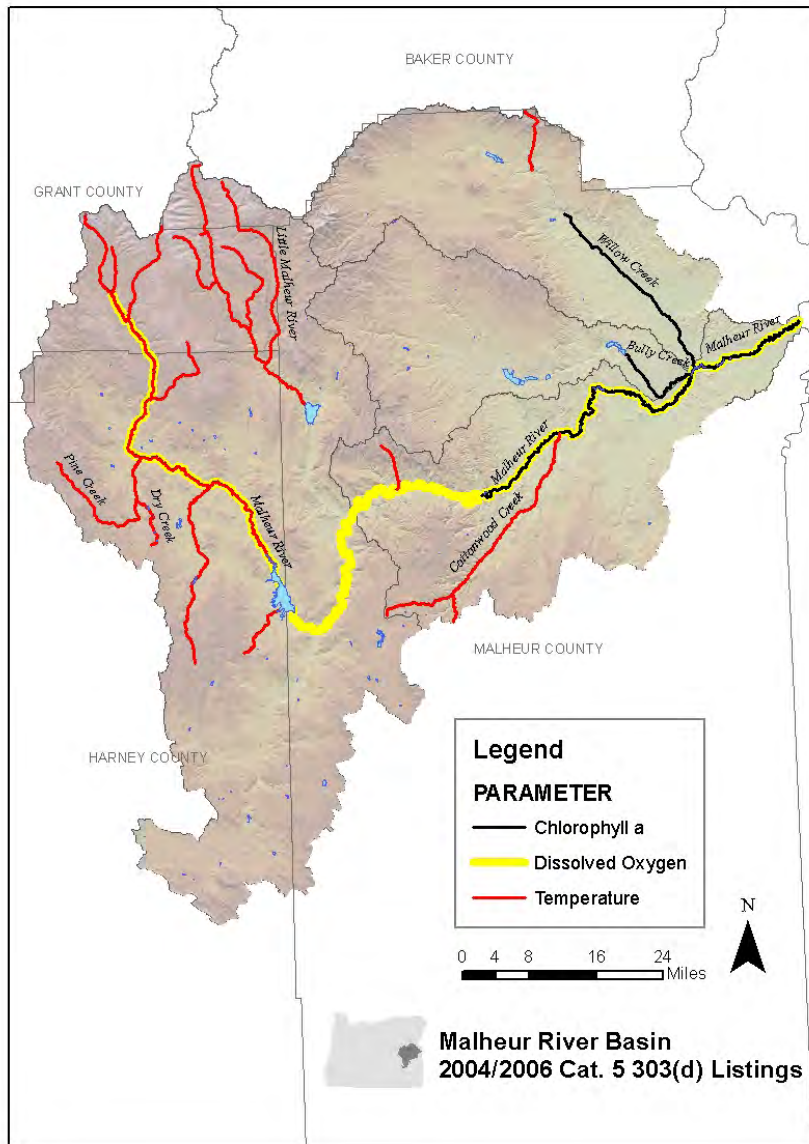 BAKER COUNTY
GRANT COUNTY
Little Malheur River
Willow Creek
Malheur River
Bully Creek
Malheur River
Pine Creek
Dry Creek
Malheur River
Cottonwood Creek
MALHEUR COUNTY
HARNEY COUNTY
Legend
PARAMETER
Chlorophyll a
Dissolved Oxygen
Temperature
N
0 4 8 16 24
Miles
Malheur River Basin
2004/2006 Cat. 5 303(d) Listings